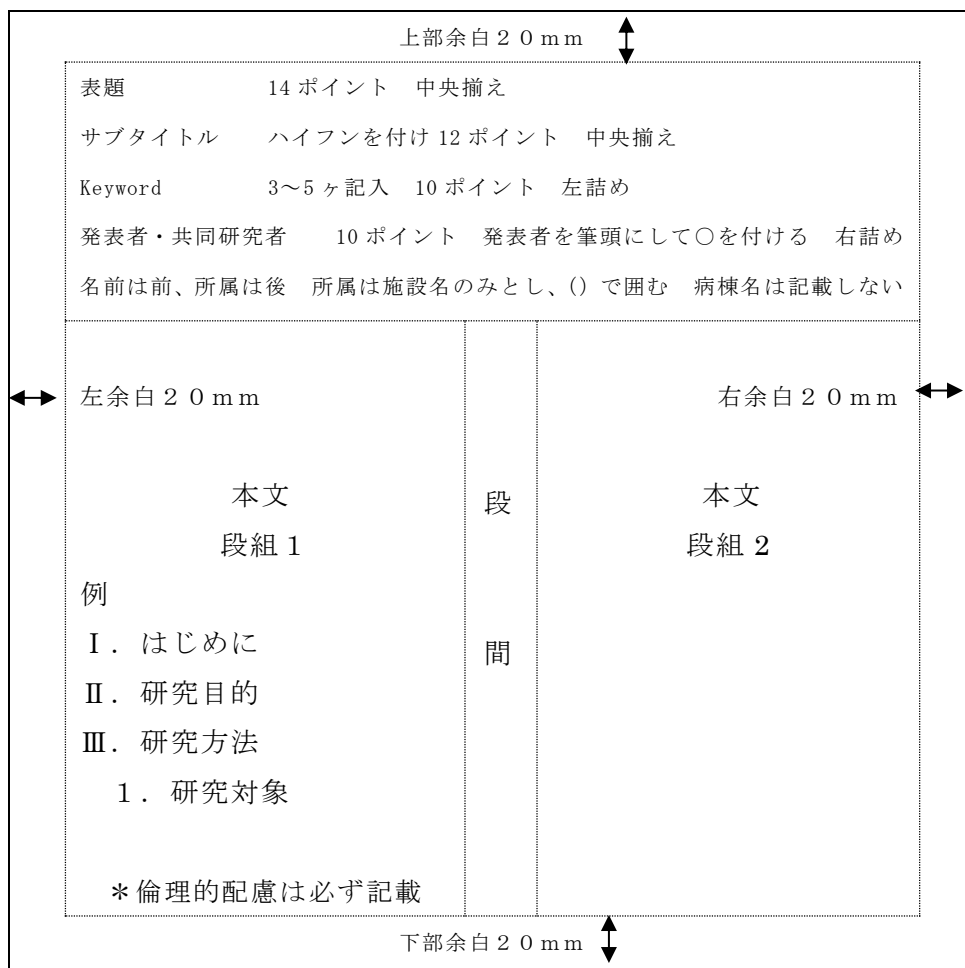 上部余白２０ｍｍ
表題　14ポイント　中央揃え
サブタイトル　ハイフンを付け12ポイント　中央揃え
Keyword　3～5ヶ記入　10ポイント　左詰め
発表者・共同研究者　10ポイント　発表者を筆頭にして〇を付ける　右詰め
名前は前、所属は後　所属は施設名のみとし、() で囲む　病棟名は記載しない
左余白２０ｍｍ
本文
段組１
例
Ⅰ．はじめに
Ⅱ．研究目的
Ⅲ．研究方法
１．研究対象
＊倫理的配慮は必ず記載
段
間
右余白２０ｍｍ
本文
段組２
下部余白２０ｍｍ